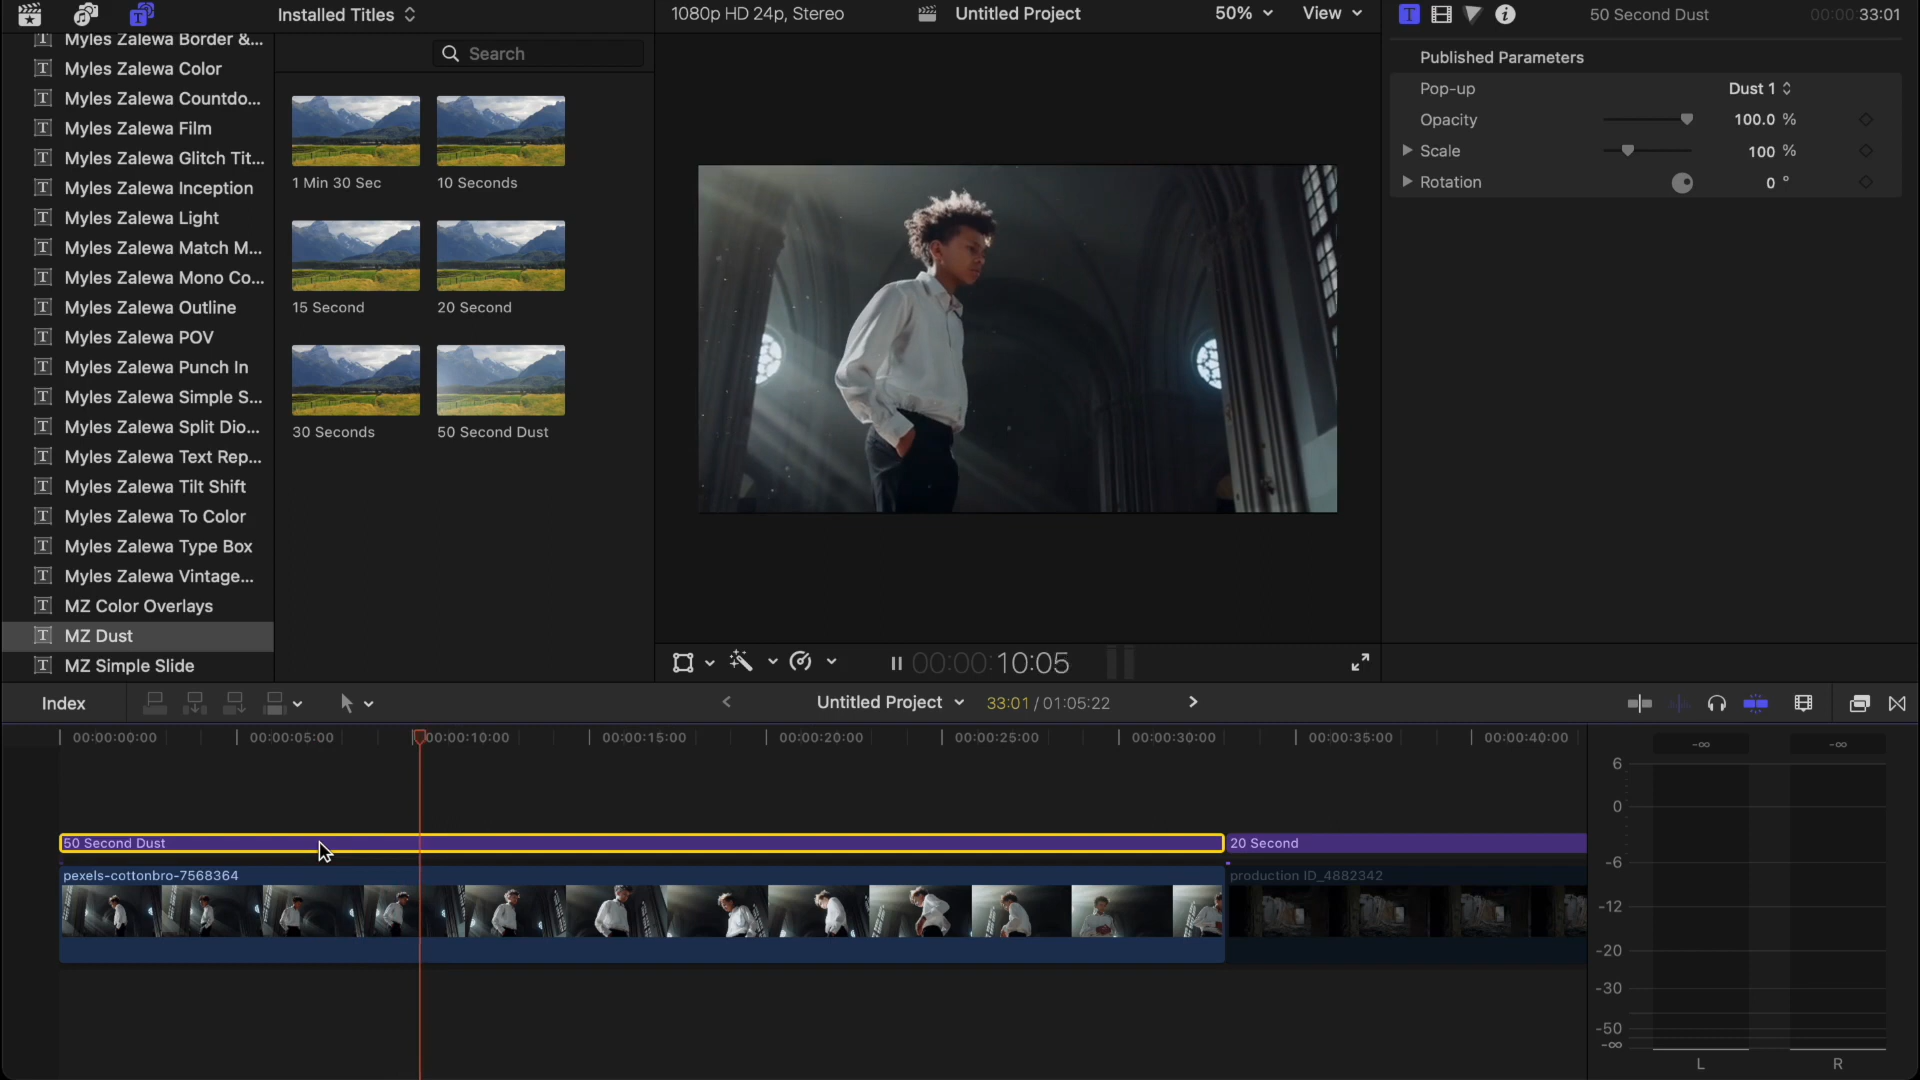 Installed Titles
1080p HD 24p, Stereo
Untitled Project
50%
View
50 Second Dust
00:00:33:01
Myles Zalewa Border &...
Myles Zalewa Color
Myles Zalewa Countdo...
Myles Zalewa Film
Myles Zalewa Glitch Tit...
Myles Zalewa Inception
Myles Zalewa Light
Myles Zalewa Match M...
Myles Zalewa Mono Co...
Myles Zalewa Outline
Myles Zalewa POV
Myles Zalewa Punch In
Myles Zalewa Simple S...
Myles Zalewa Split Dio...
Myles Zalewa Text Rep...
Myles Zalewa Tilt Shift
Myles Zalewa To Color
Myles Zalewa Type Box
Myles Zalewa Vintage...
MZ Color Overlays
MZ Dust
MZ Simple Slide
Search
1 Min 30 Sec
10 Seconds
15 Second
20 Second
30 Seconds
50 Second Dust
Published Parameters
Pop-up
Dust 1
Opacity
100.0 %
Scale
100 %
Rotation
0 °
00:00:10:05
Index
Untitled Project
33:01 / 01:05:22
00:00:00:00
00:00:05:00
00:00:10:00
00:00:15:00
00:00:20:00
00:00:25:00
00:00:30:00
00:00:35:00
00:00:40:00
50 Second Dust
20 Second
pexels-cottonbro-7568364
production ID_4882342
-∞
-∞
6
0
-6
-12
-20
-30
-50
-∞
L
R